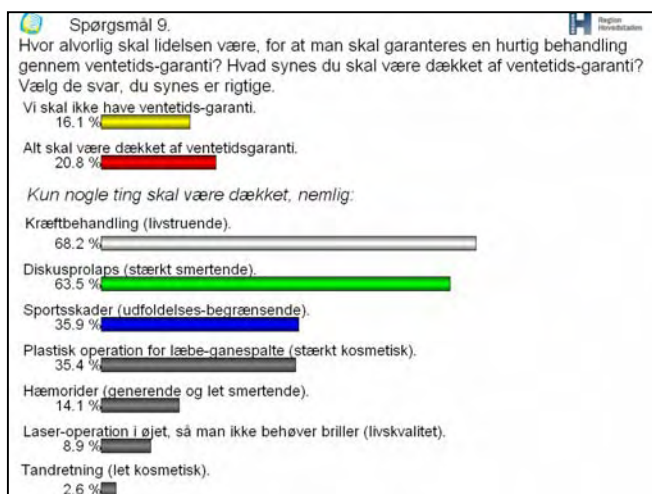 Spørgsmål 9.
Region
Hovedstaden
Hvor alvorlig skal lidelsen være, for at man skal garanteres en hurtig behandling
gennem ventetids-garanti? Hvad synes du skal være dækket af ventetids-garanti?
Vælg de svar, du synes er rigtige.
Vi skal ikke have ventetids-garanti.
16.1 %
Alt skal være dækket af ventetidsgaranti.
20.8 %
Kun nogle ting skal være dækket, nemlig:
Kræftbehandling (livstruende).
68.2 %
Diskusprolaps (stærkt smertende).
63.5 %
Sportsskader (udfoldelses-begrænsende).
35.9 %
Plastisk operation for læbe-ganespalte (stærkt kosmetisk).
35.4 %
Hæmorider (generende og let smertende).
14.1 %
Laser-operation i øjet, så man ikke behøver briller (livskvalitet).
8.9 %
Tandretning (let kosmetisk).
2.6 %